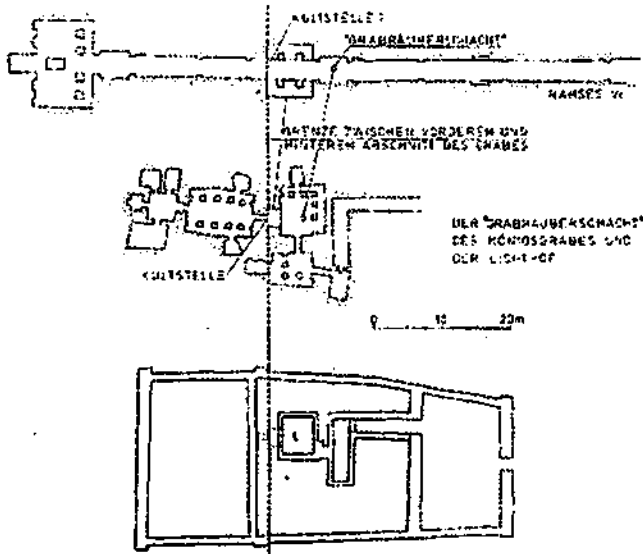 KULTSTELLE?
"GRABRÄUBERSCHACHT"
RAMSES VI
GRENZE ZWISCHEN VORDEREM UND
HINTEREM ABSCHNITT DES GRABES
DER "GRABRÄUBERSCHACHT"
DES KÖNIGSGRABES UND
DER LICHTHOF
KULTSTELLE
0 10 20m